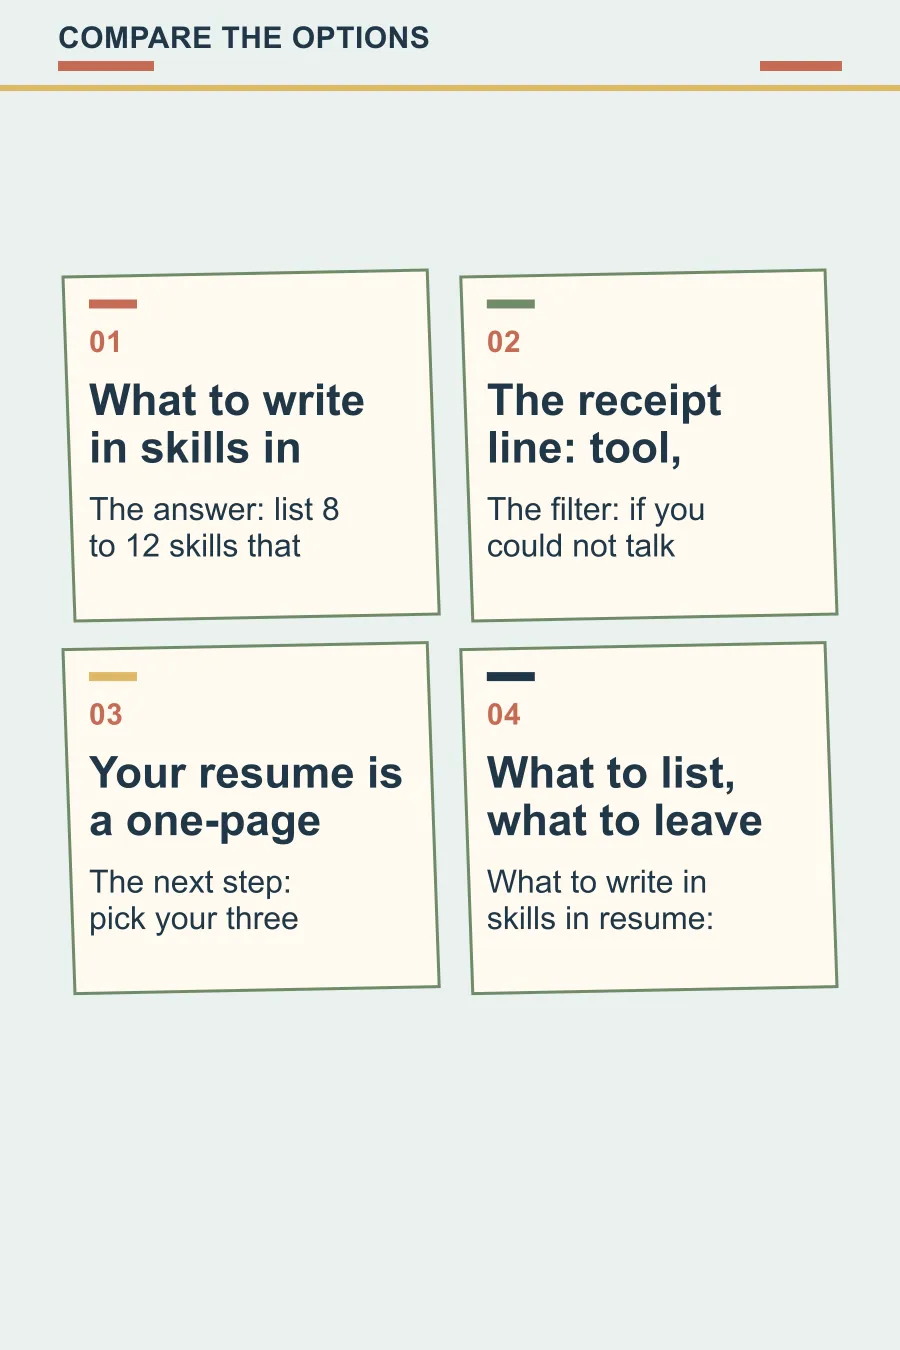 COMPARE THE OPTIONS
01
What to write
in skills in
The answer: list 8
to 12 skills that
02
The receipt
line: tool,
The filter: if you
could not talk
03
Your resume is
a one-page
The next step:
pick your three
04
What to list,
what to leave
What to write in
skills in resume: